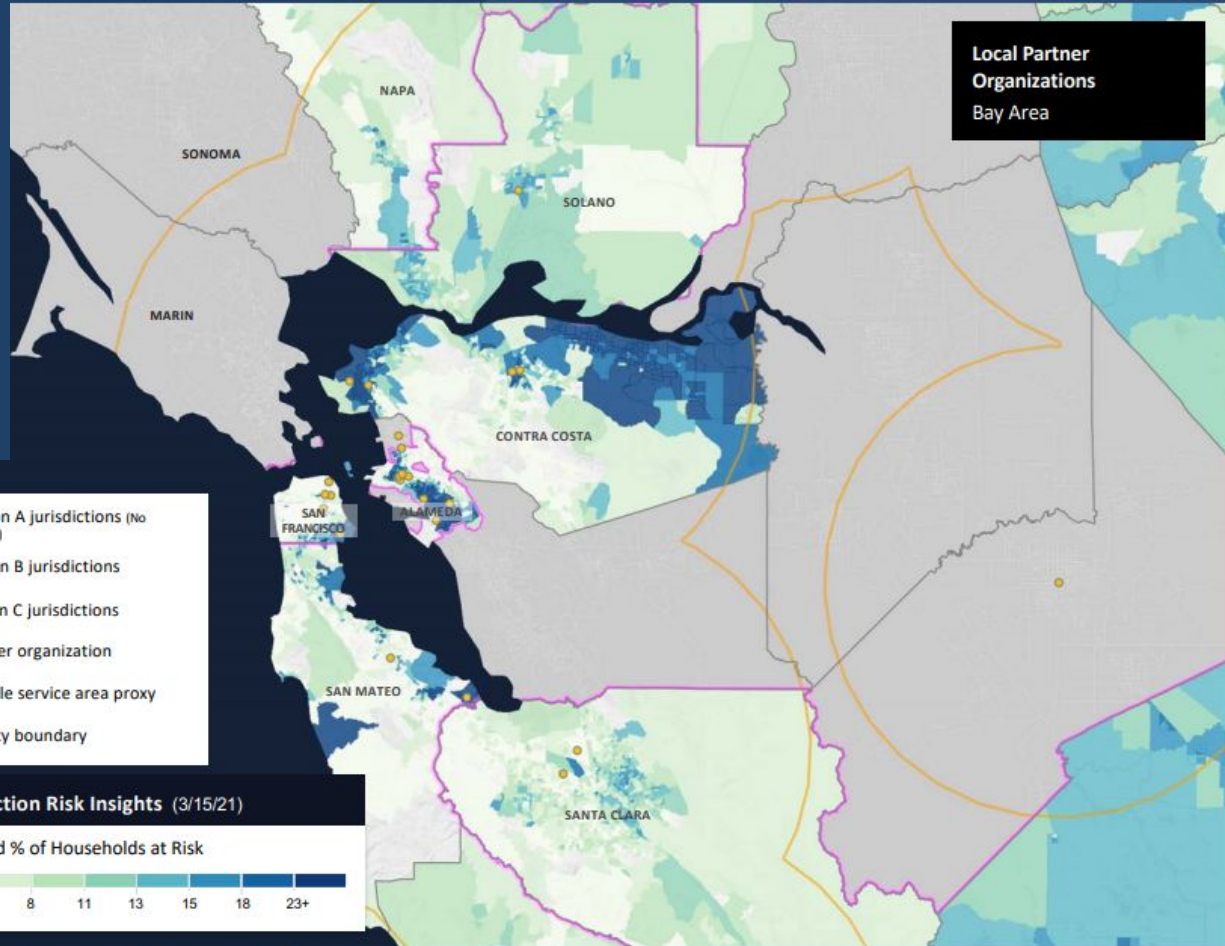 Local Partner
Organizations
Bay Area
NAPA
SONOMA
SOLANO
MARIN
CONTRA COSTA
SAN
FRANCISCO
ALAMEDA
SAN MATEO
SANTA CLARA
n A jurisdictions (No
)
n B jurisdictions
n C jurisdictions
er organization
le service area proxy
y boundary
ction Risk Insights (3/15/21)
d % of Households at Risk
8 11 13 15 18 23+